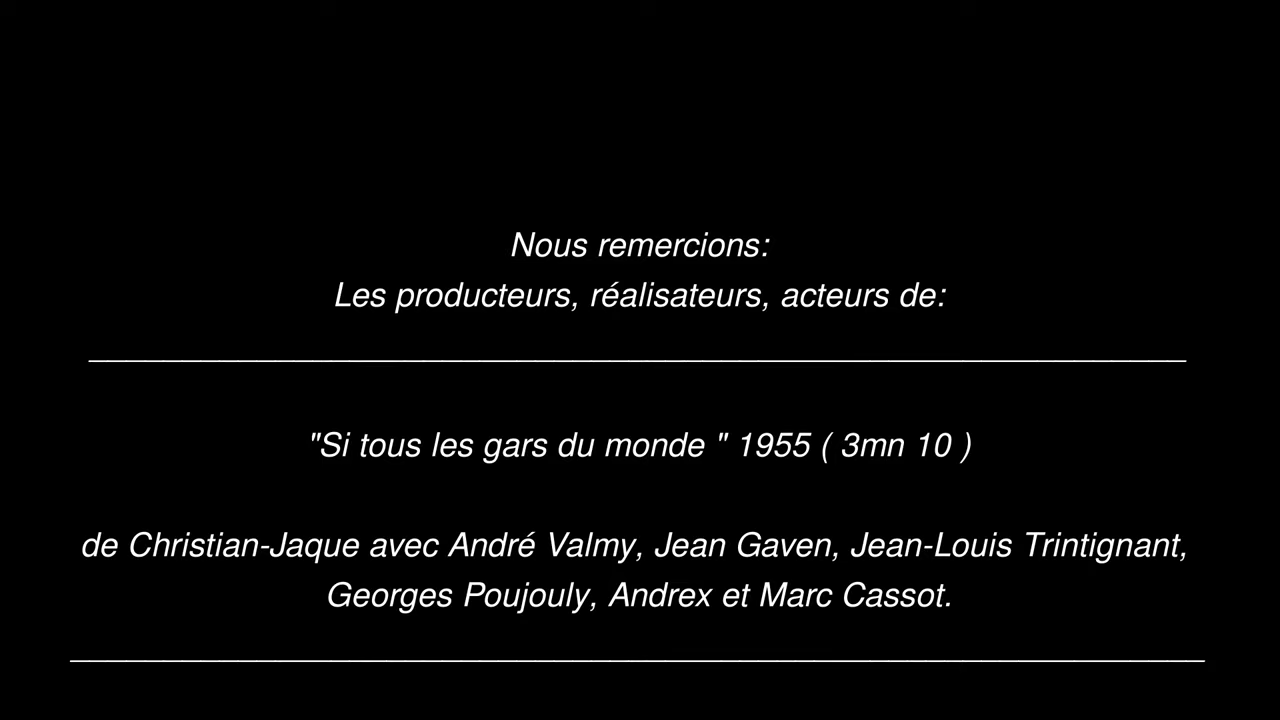 Nous remercions:
Les producteurs, réalisateurs, acteurs de:
"Si tous les gars du monde " 1955 ( 3mn 10 )
de Christian-Jaque avec André Valmy, Jean Gaven, Jean-Louis Trintignant,
Georges Poujouly, Andrex et Marc Cassot.